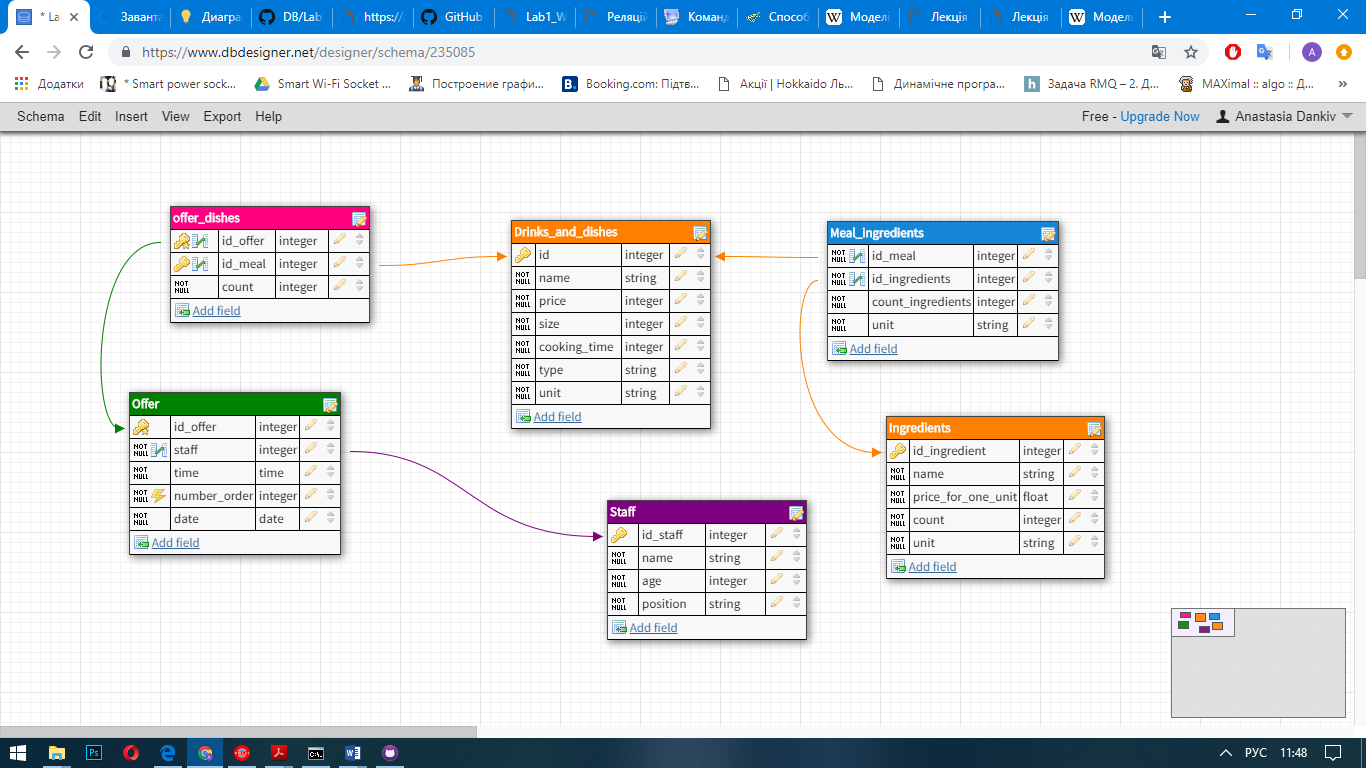 * La
Заванта
Диагра
DB/Lab
https:/
GitHub
Lab1_W
Реляцій
Команд
Способ
Моделі
Лекція
Лекція
Модель
https://www.dbdesigner.net/designer/schema/235085
A
Додатки
* Smart power sock...
Smart Wi-Fi Socket ...
Построение графи...
Booking.com: Підтв...
Акції | Hokkaido Ль...
Динамічне програ...
Задача RMQ – 2. Д...
MAXimal :: algo :: Д...
»
Schema Edit Insert View Export Help
Free - Upgrade Now
Anastasia Dankiv
offer_dishes
id_offer integer
id_meal integer
NOT NULL count integer
Add field
Drinks_and_dishes
id integer
NOT NULL name string
NOT NULL price integer
NOT NULL size integer
NOT NULL cooking_time integer
NOT NULL type string
NOT NULL unit string
Add field
Meal_ingredients
NOT NULL id_meal integer
NOT NULL id_ingredients integer
NOT NULL count_ingredients integer
NOT NULL unit string
Add field
Offer
id_offer integer
NOT NULL staff integer
NOT NULL time time
NOT NULL number_order integer
NOT NULL date date
Add field
Ingredients
id_ingredient integer
NOT NULL name string
NOT NULL price_for_one_unit float
NOT NULL count integer
NOT NULL unit string
Add field
Staff
id_staff integer
NOT NULL name string
NOT NULL age integer
NOT NULL position string
Add field
РУС 11:48